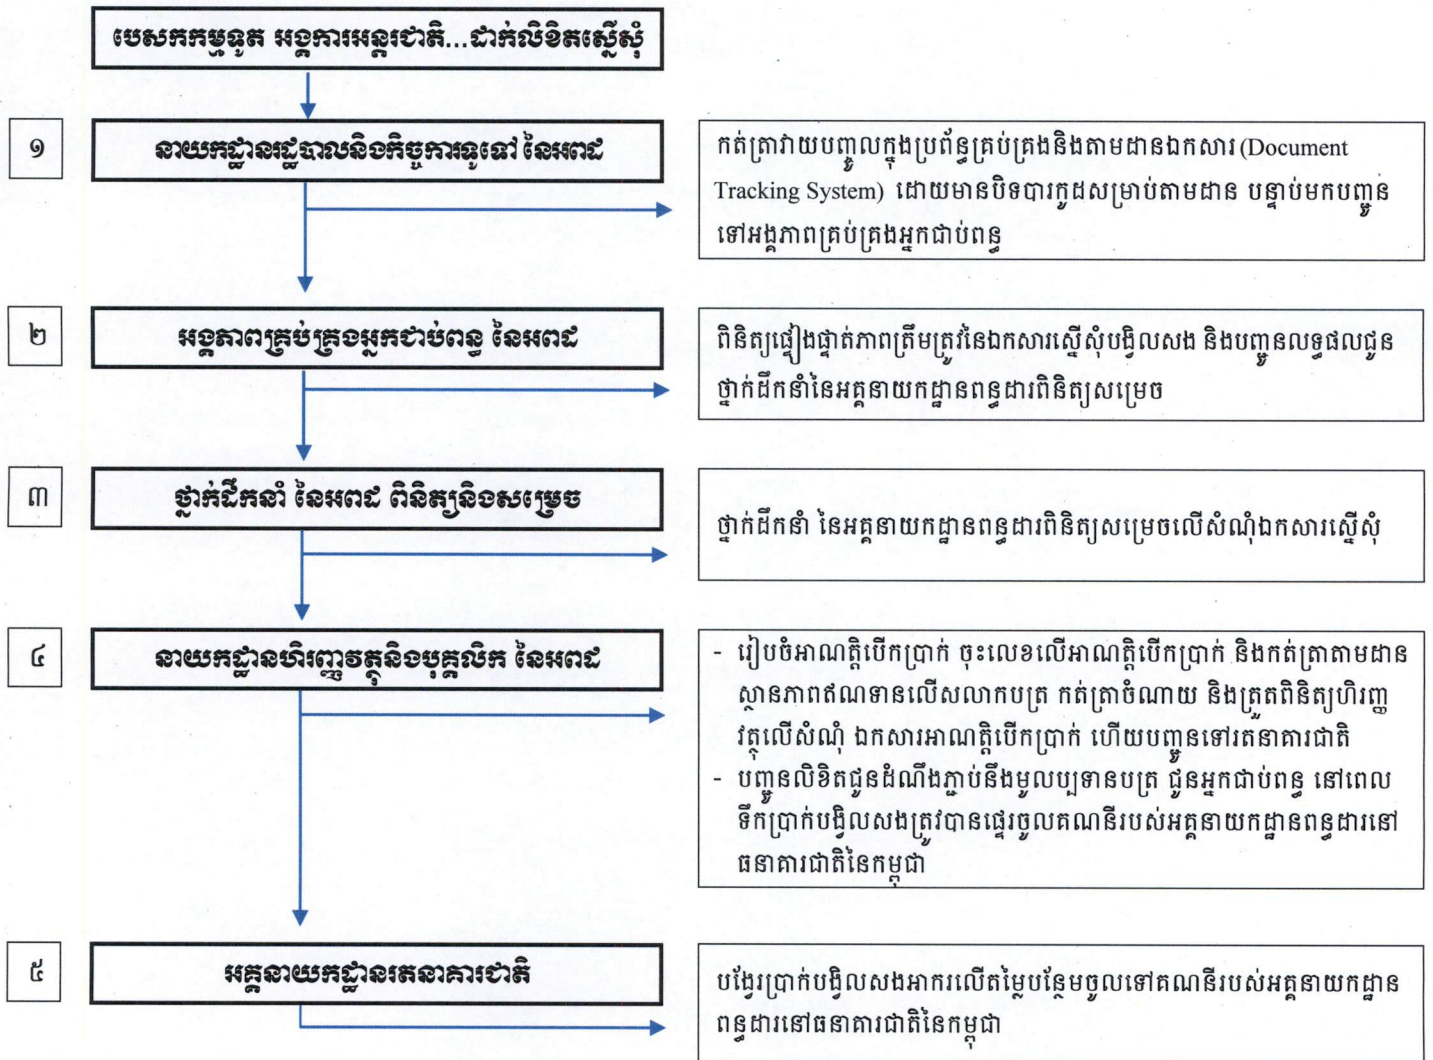 បេសកកម្មទូត អង្គការអន្តរជាតិ...ដាក់លិខិតស្នើសុំ
១
នាយកដ្ឋានរដ្ឋបាលនិងកិច្ចការទូទៅ នៃអពដ
កត់ត្រាវាយបញ្ចូលក្នុងប្រព័ន្ធគ្រប់គ្រងនិងតាមដានឯកសារ (Document
Tracking System) ដោយមានបិទបារកូដសម្រាប់តាមដាន បន្ទាប់មកបញ្ជូន
ទៅអង្គភាពគ្រប់គ្រងអ្នកជាប់ពន្ធ
២
អង្គភាពគ្រប់គ្រងអ្នកជាប់ពន្ធ នៃអពដ
ពិនិត្យផ្ទៀងផ្ទាត់ភាពត្រឹមត្រូវនៃឯកសារស្នើសុំបង្វិលសង និងបញ្ជូនលទ្ធផលជូន
ថ្នាក់ដឹកនាំនៃអគ្គនាយកដ្ឋានពន្ធដារពិនិត្យសម្រេច
៣
ថ្នាក់ដឹកនាំ នៃអពដ ពិនិត្យនិងសម្រេច
ថ្នាក់ដឹកនាំ នៃអគ្គនាយកដ្ឋានពន្ធដារពិនិត្យសម្រេចលើសំណុំឯកសារស្នើសុំ
៤
នាយកដ្ឋានហិរញ្ញវត្ថុនិងបុគ្គលិក នៃអពដ
- រៀបចំអាណត្តិបើកប្រាក់ ចុះលេខលើអាណត្តិបើកប្រាក់ និងកត់ត្រាតាមដាន
ស្ថានភាពឥណទានលើសលាកបត្រ កត់ត្រាចំណាយ និងត្រួតពិនិត្យហិរញ្ញ
វត្ថុលើសំណុំ ឯកសារអាណត្តិបើកប្រាក់ ហើយបញ្ជូនទៅរតនាគារជាតិ
- បញ្ជូនលិខិតជូនដំណឹងភ្ជាប់នឹងមូលប្បទានបត្រ ជូនអ្នកជាប់ពន្ធ នៅពេល
ទឹកប្រាក់បង្វិលសងត្រូវបានផ្ទេរចូលគណនីរបស់អគ្គនាយកដ្ឋានពន្ធដារនៅ
ធនាគារជាតិនៃកម្ពុជា
៥
អគ្គនាយកដ្ឋានរតនាគារជាតិ
បង្វែរប្រាក់បង្វិលសងអាករលើតម្លៃបន្ថែមចូលទៅគណនីរបស់អគ្គនាយកដ្ឋាន
ពន្ធដារនៅធនាគារជាតិនៃកម្ពុជា